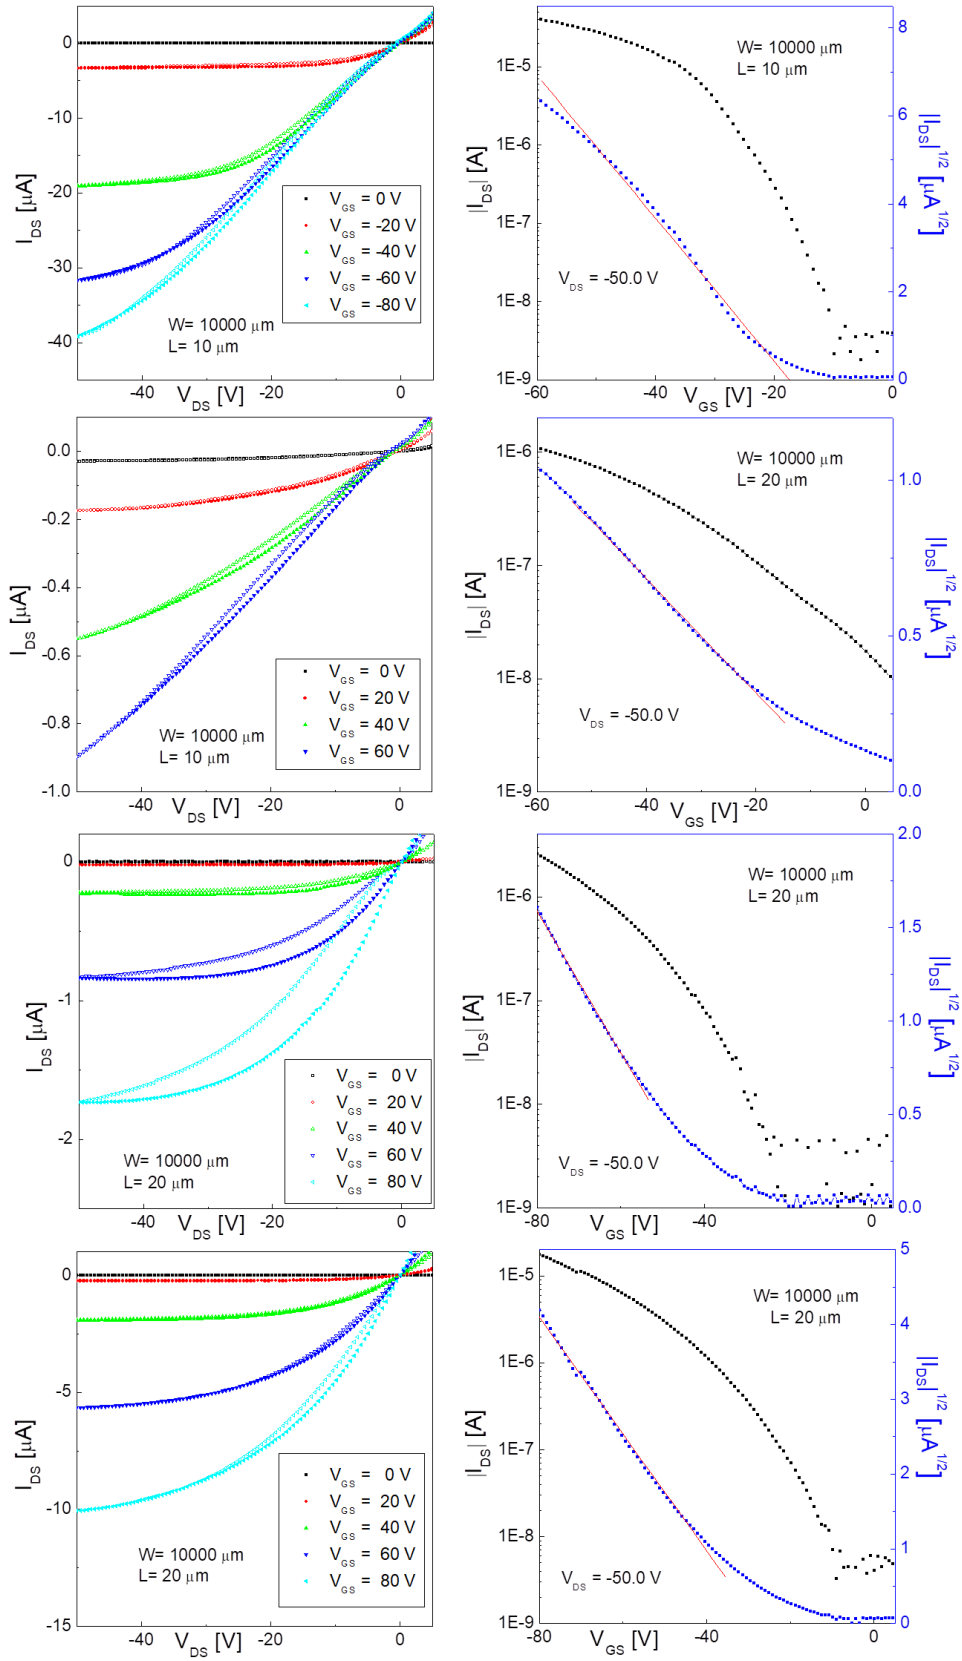 0
-10
-20
-30
-40
I_DS [μA]
V_GS = 0 V
V_GS = -20 V
V_GS = -40 V
V_GS = -60 V
V_GS = -80 V
W= 10000 μm
L= 10 μm
-40 -20 0
V_DS [V]
1E-5
1E-6
1E-7
1E-8
1E-9
|I_DS| [A]
W= 10000 μm
L= 10 μm
V_DS = -50.0 V
8
6
4
2
0
|I_DS|^1/2 [μA^1/2]
-60 -40 -20 0
V_GS [V]
0.0
-0.2
-0.4
-0.6
-0.8
-1.0
I_DS [μA]
V_GS = 0 V
V_GS = 20 V
V_GS = 40 V
V_GS = 60 V
W= 10000 μm
L= 10 μm
-40 -20 0
V_DS [V]
1E-6
1E-7
1E-8
1E-9
|I_DS| [A]
W= 10000 μm
L= 20 μm
V_DS = -50.0 V
1.0
0.5
0.0
|I_DS|^1/2 [μA^1/2]
-60 -40 -20 0
V_GS [V]
0
-1
-2
I_DS [μA]
V_GS = 0 V
V_GS = 20 V
V_GS = 40 V
V_GS = 60 V
V_GS = 80 V
W= 10000 μm
L= 20 μm
-40 -20 0
V_DS [V]
1E-6
1E-7
1E-8
1E-9
|I_DS| [A]
W= 10000 μm
L= 20 μm
V_DS = -50.0 V
2.0
1.5
1.0
0.5
0.0
|I_DS|^1/2 [μA^1/2]
-80 -40 0
V_GS [V]
0
-5
-10
-15
I_DS [μA]
V_GS = 0 V
V_GS = 20 V
V_GS = 40 V
V_GS = 60 V
V_GS = 80 V
W= 10000 μm
L= 20 μm
-40 -20 0
V_DS [V]
1E-5
1E-6
1E-7
1E-8
1E-9
|I_DS| [A]
W= 10000 μm
L= 20 μm
V_DS = -50.0 V
5
4
3
2
1
0
|I_DS|^1/2 [μA^1/2]
-80 -40 0
V_GS [V]